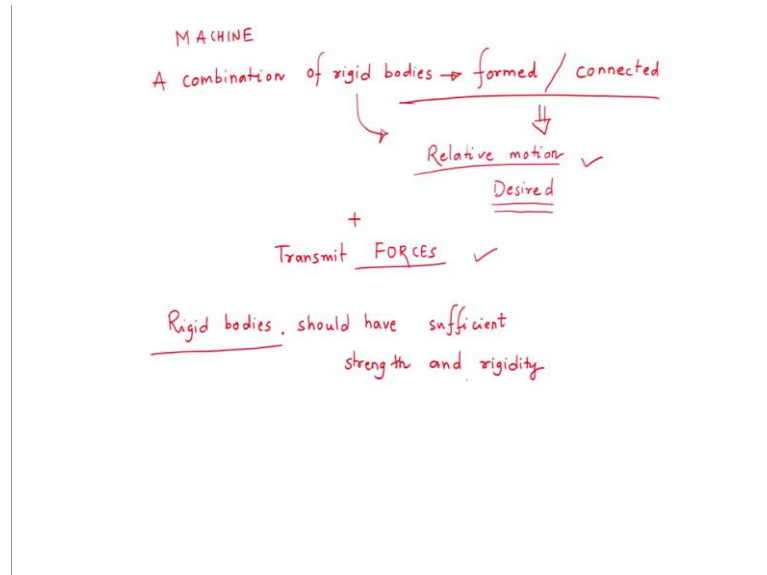 MACHINE
A combination of rigid bodies → formed / connected
⇓
Relative motion ✓
Desired
+
Transmit FORCES ✓
Rigid bodies. should have sufficient
strength and rigidity